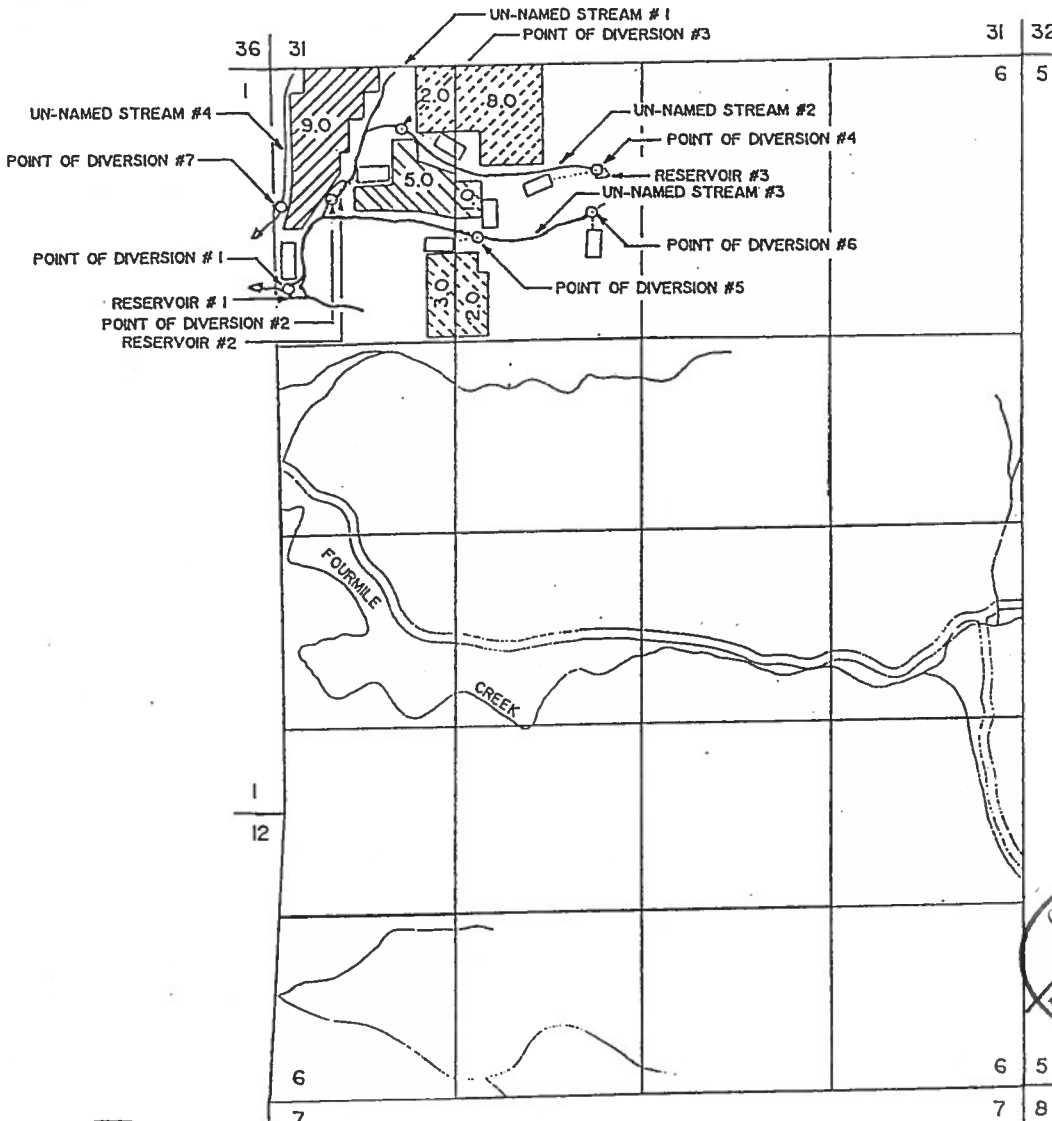 UN-NAMED STREAM #1
POINT OF DIVERSION #3
36 31
31 32
1
6 5
UN-NAMED STREAM #4
2.0
8.0
9.0
UN-NAMED STREAM #2
POINT OF DIVERSION #4
POINT OF DIVERSION #7
RESERVOIR #3
5.0
UN-NAMED STREAM #3
POINT OF DIVERSION #6
POINT OF DIVERSION #1
POINT OF DIVERSION #5
3.0
2.0
RESERVOIR #1
POINT OF DIVERSION #2
RESERVOIR #2
FOURMILE
CREEK
1
12
6
6 5
7
7 8